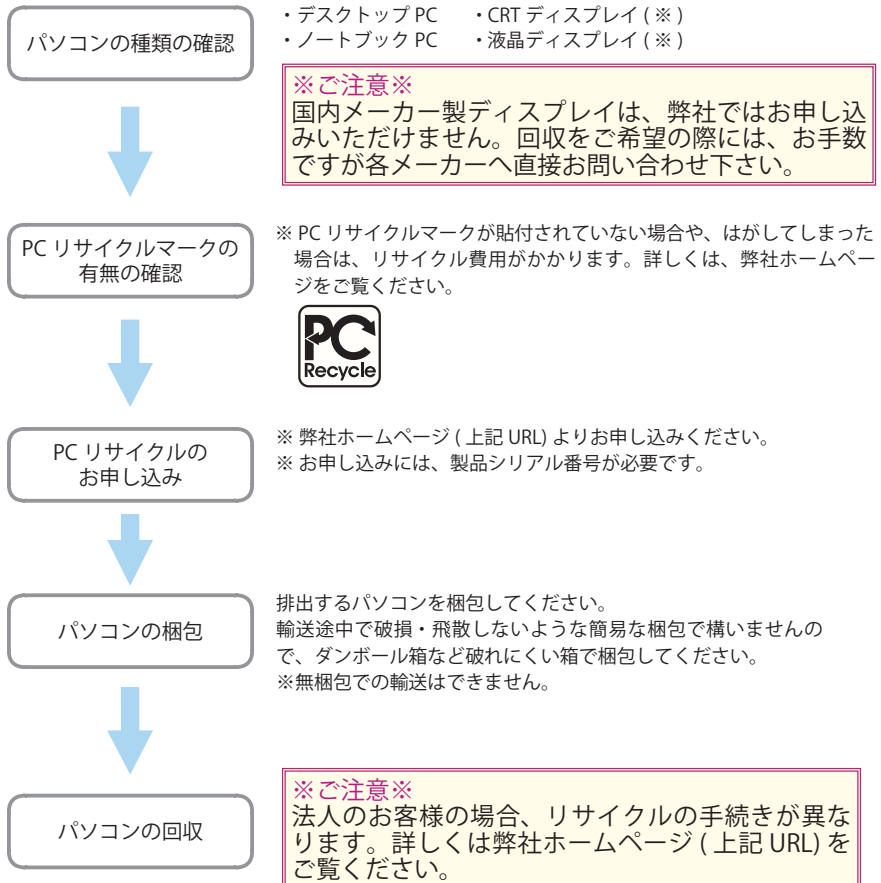 パソコンの種類の確認
・デスクトップ PC ・CRT ディスプレイ ( ※ )
・ノートブック PC ・液晶ディスプレイ ( ※ )
※ご注意※
国内メーカー製ディスプレイは、弊社ではお申し込
みいただけません。回収をご希望の際には、お手数
ですが各メーカーへ直接お問い合わせ下さい。
PC リサイクルマークの
有無の確認
※ PC リサイクルマークが貼付されていない場合や、はがしてしまった
場合は、リサイクル費用がかかります。詳しくは、弊社ホームペー
ジをご覧ください。
PC
Recycle
PC リサイクルの
お申し込み
※ 弊社ホームページ ( 上記 URL) よりお申し込みください。
※ お申し込みには、製品シリアル番号が必要です。
パソコンの梱包
排出するパソコンを梱包してください。
輸送途中で破損・飛散しないような簡易な梱包で構いませんの
で、ダンボール箱など破れにくい箱で梱包してください。
※無梱包での輸送はできません。
パソコンの回収
※ご注意※
法人のお客様の場合、リサイクルの手続きが異な
ります。詳しくは弊社ホームページ ( 上記 URL) を
ご覧ください。